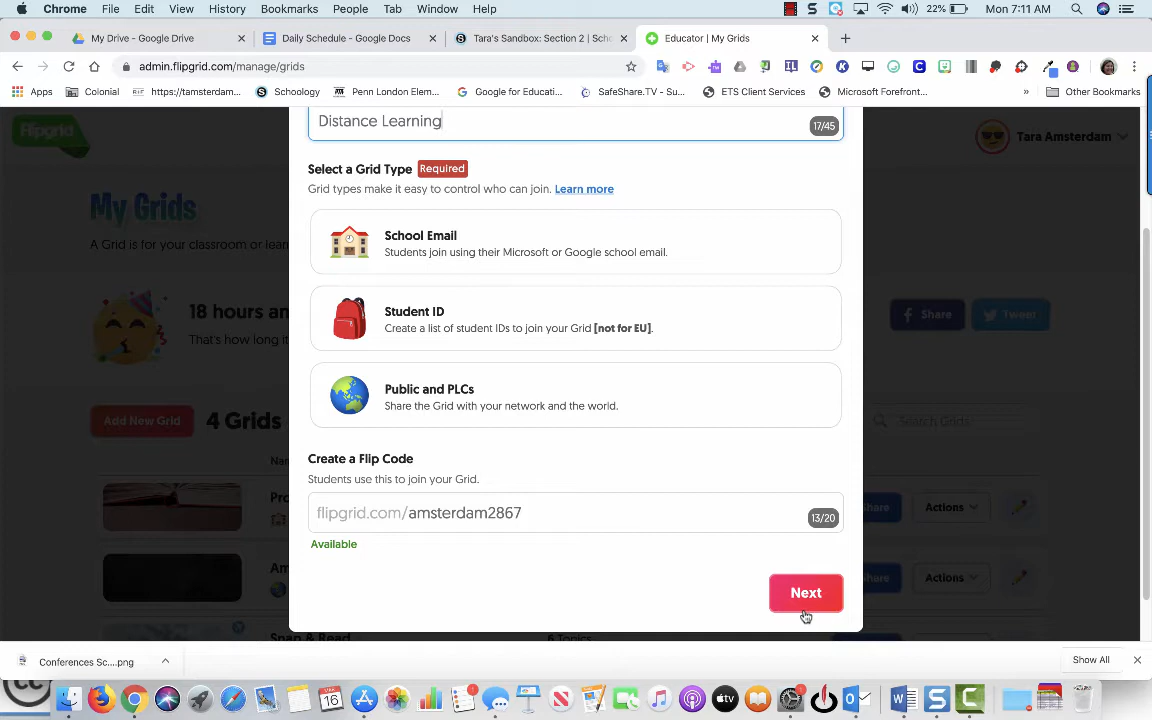 Chrome File Edit View History Bookmarks People Tab Window Help 22% Mon 7:11 AM
My Drive - Google Drive Daily Schedule - Google Docs Tara's Sandbox: Section 2 | Scho Educator | My Grids
admin.flipgrid.com/manage/grids
Apps Colonial https://tamsterdam... Schoology Penn London Elem... Google for Educati... SafeShare.TV - Su... ETS Client Services Microsoft Forefront... » Other Bookmarks
Flipgrid Distance Learning 17/45 Tara Amsterdam
Select a Grid Type Required
Grid types make it easy to control who can join. Learn more
My Grids
A Grid is for your classroom or lear
School Email
Students join using their Microsoft or Google school email.
18 hours an
That's how long it
Student ID
Create a list of student IDs to join your Grid [not for EU].
Share Tweet
Public and PLCs
Share the Grid with your network and the world.
Add New Grid 4 Grids Search Grids
Create a Flip Code
Students use this to join your Grid.
flipgrid.com/amsterdam2867 13/20
Available
Share Actions
Actions
Next
Snap & Read 6 Topics
Conferences Sc....png Show All